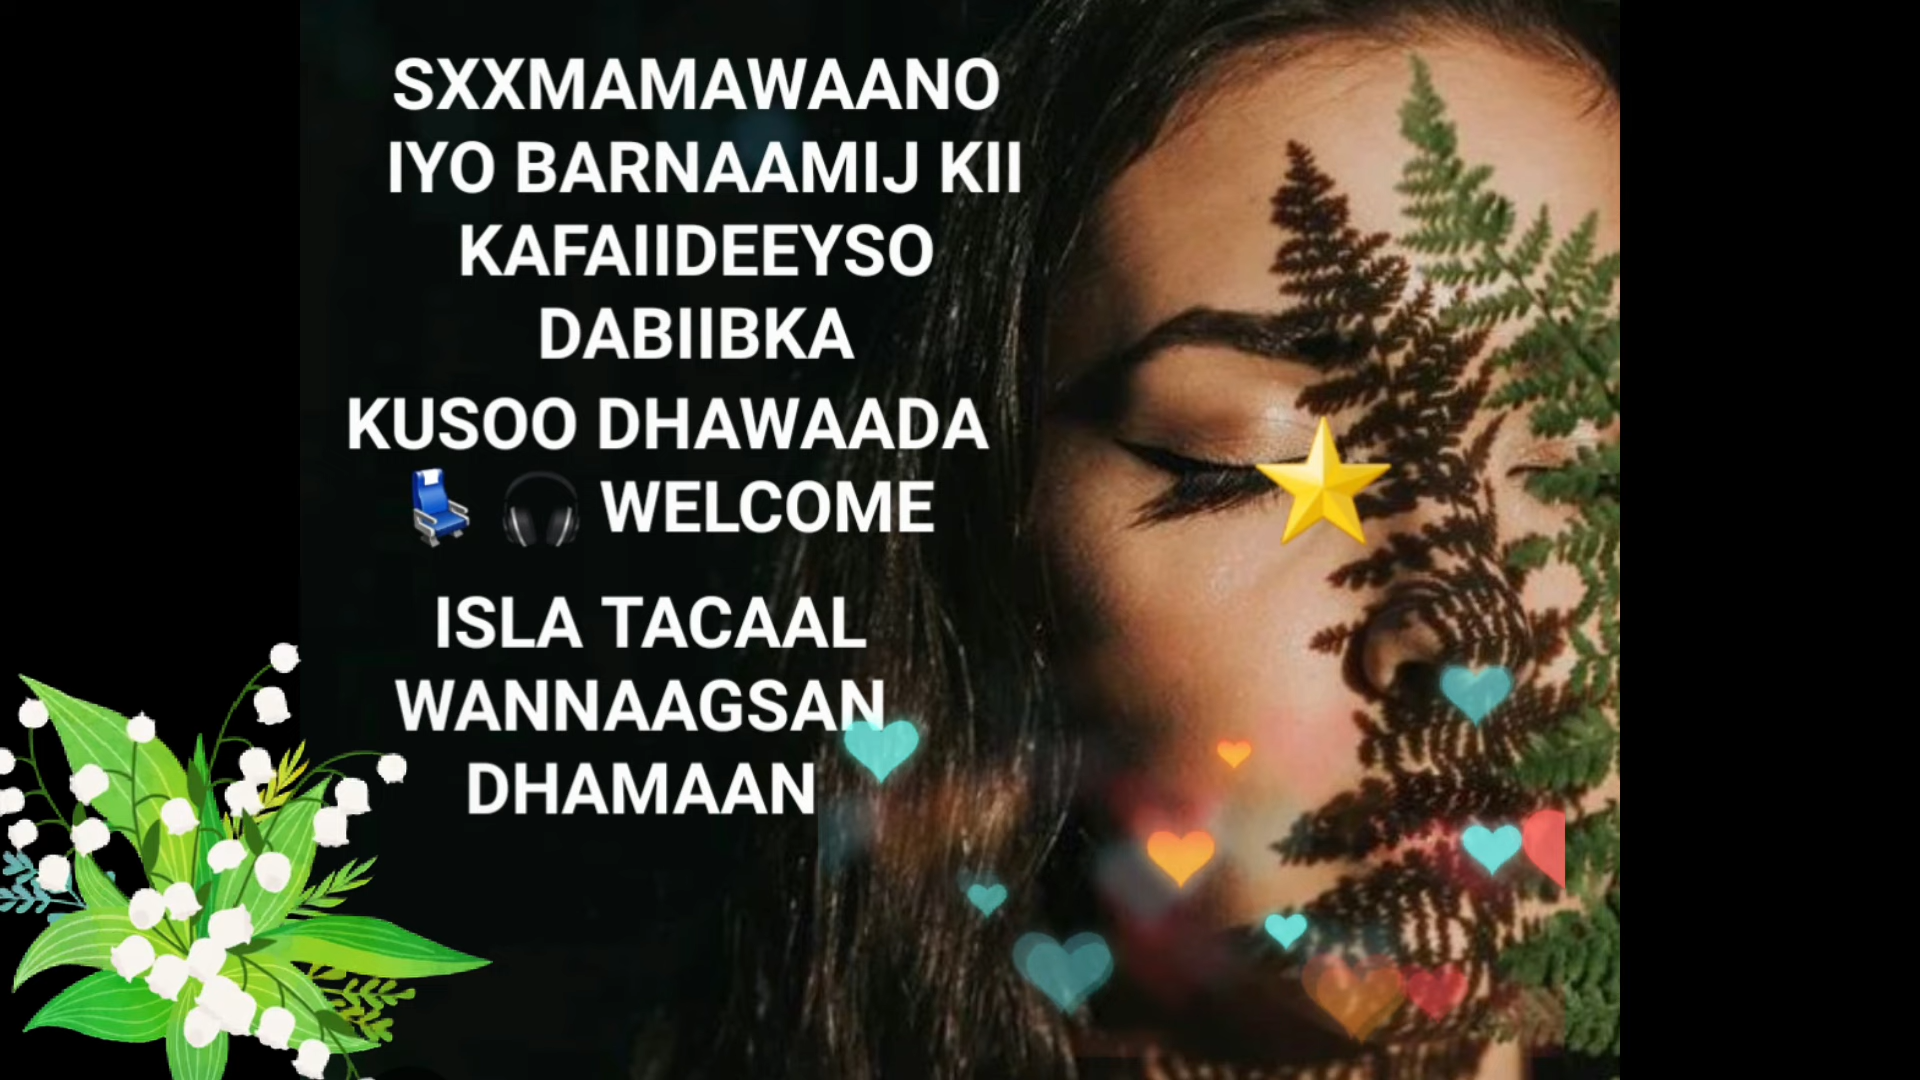 SXXMAMAWAANO
IYO BARNAAMIJ KII
KAFAIIDEEYSO
DABIIBKA
KUSOO DHAWAADA
💺 🎧 WELCOME
ISLA TACAAL
WANNAAGSAN
DHAMAAN